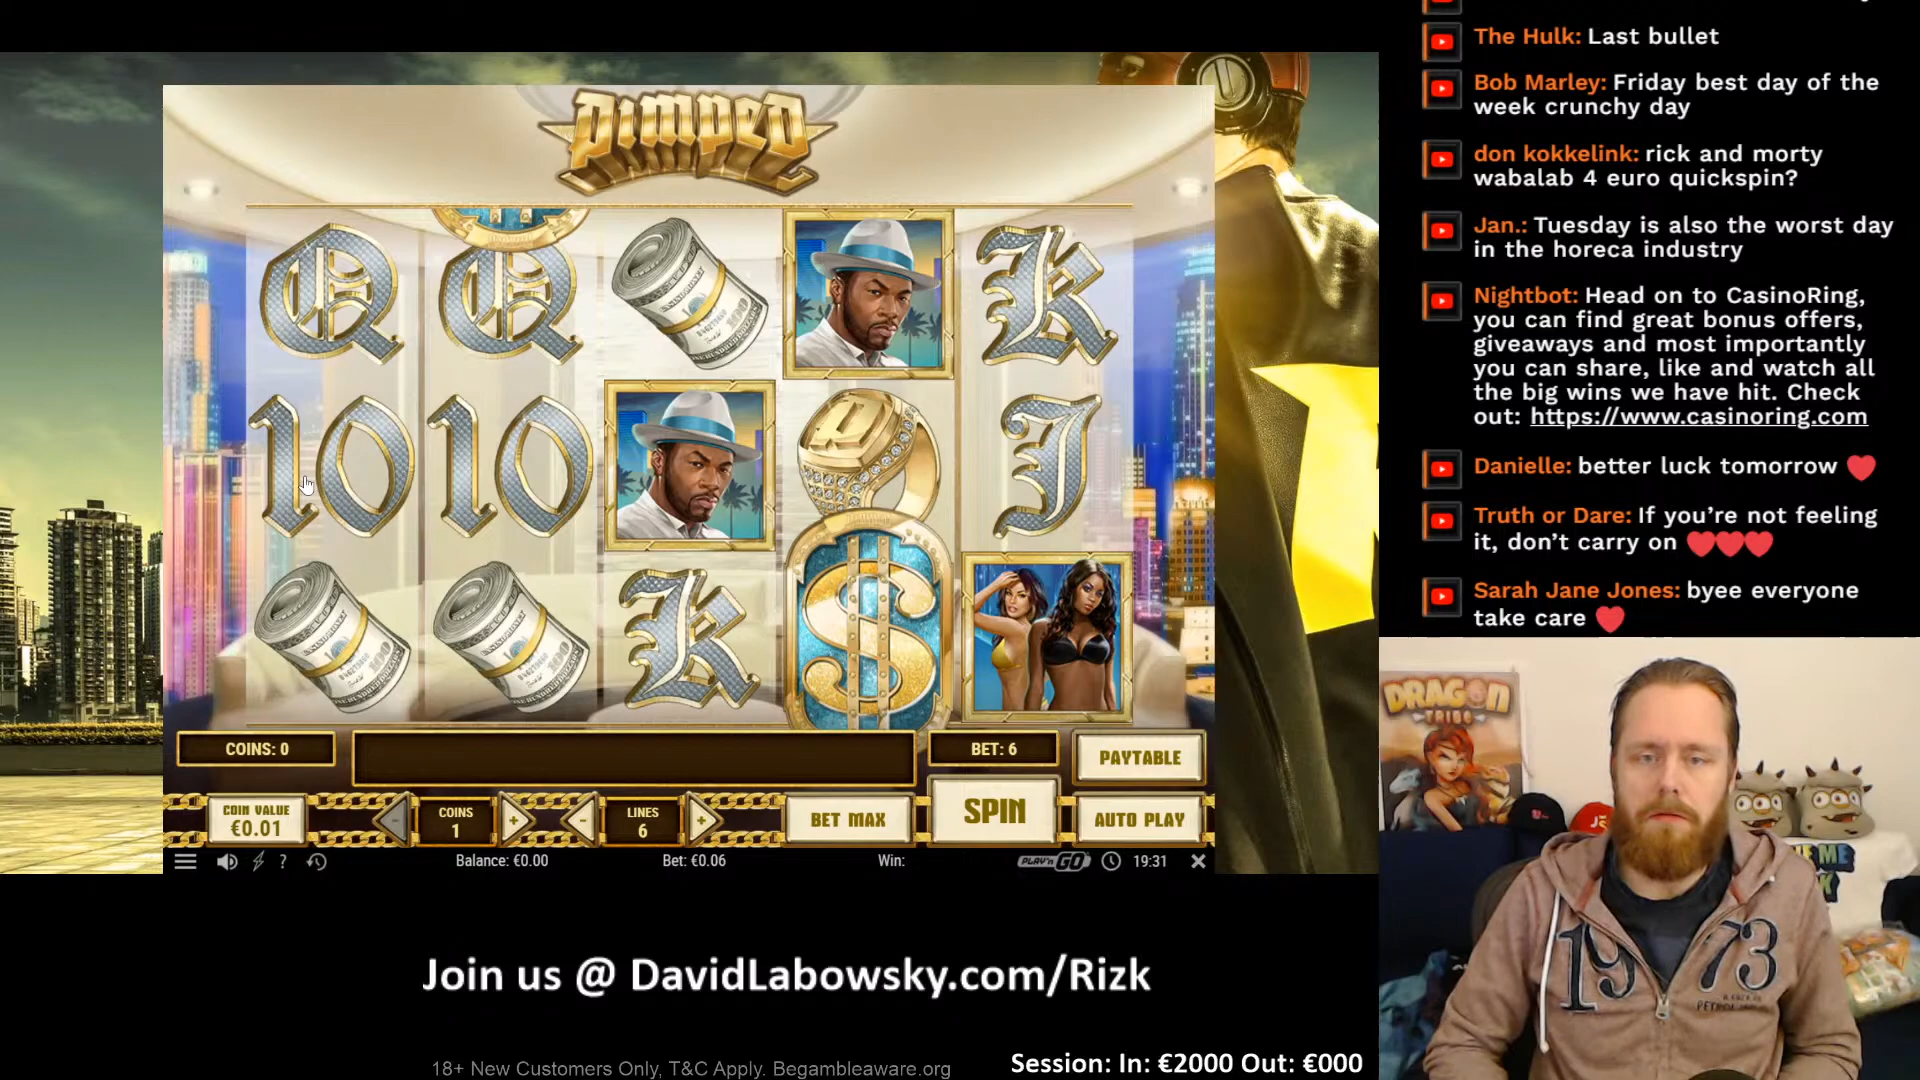 The Hulk: Last bullet
Bob Marley: Friday best day of the
week crunchy day
don kokkelink: rick and morty
wabalab 4 euro quickspin?
Jan.: Tuesday is also the worst day
in the horeca industry
Nightbot: Head on to CasinoRing,
you can find great bonus offers,
giveaways and most importantly
you can share, like and watch all
the big wins we have hit. Check
out: https://www.casinoring.com
Danielle: better luck tomorrow ❤
Truth or Dare: If you’re not feeling
it, don’t carry on ❤❤❤
Sarah Jane Jones: byee everyone
take care ❤
PIMPED
Q Q K
10 10 J
K
$
COINS: 0
BET: 6
PAYTABLE
COIN VALUE
€0.01
COINS
1
LINES
6
BET MAX
SPIN
AUTO PLAY
Balance: €0.00
Bet: €0.06
Win:
PLAY'n GO
19:31
Join us @ DavidLabowsky.com/Rizk
18+ New Customers Only, T&C Apply. Begambleaware.org
Session: In: €2000 Out: €000
DRAGON
TRIBE
19 73